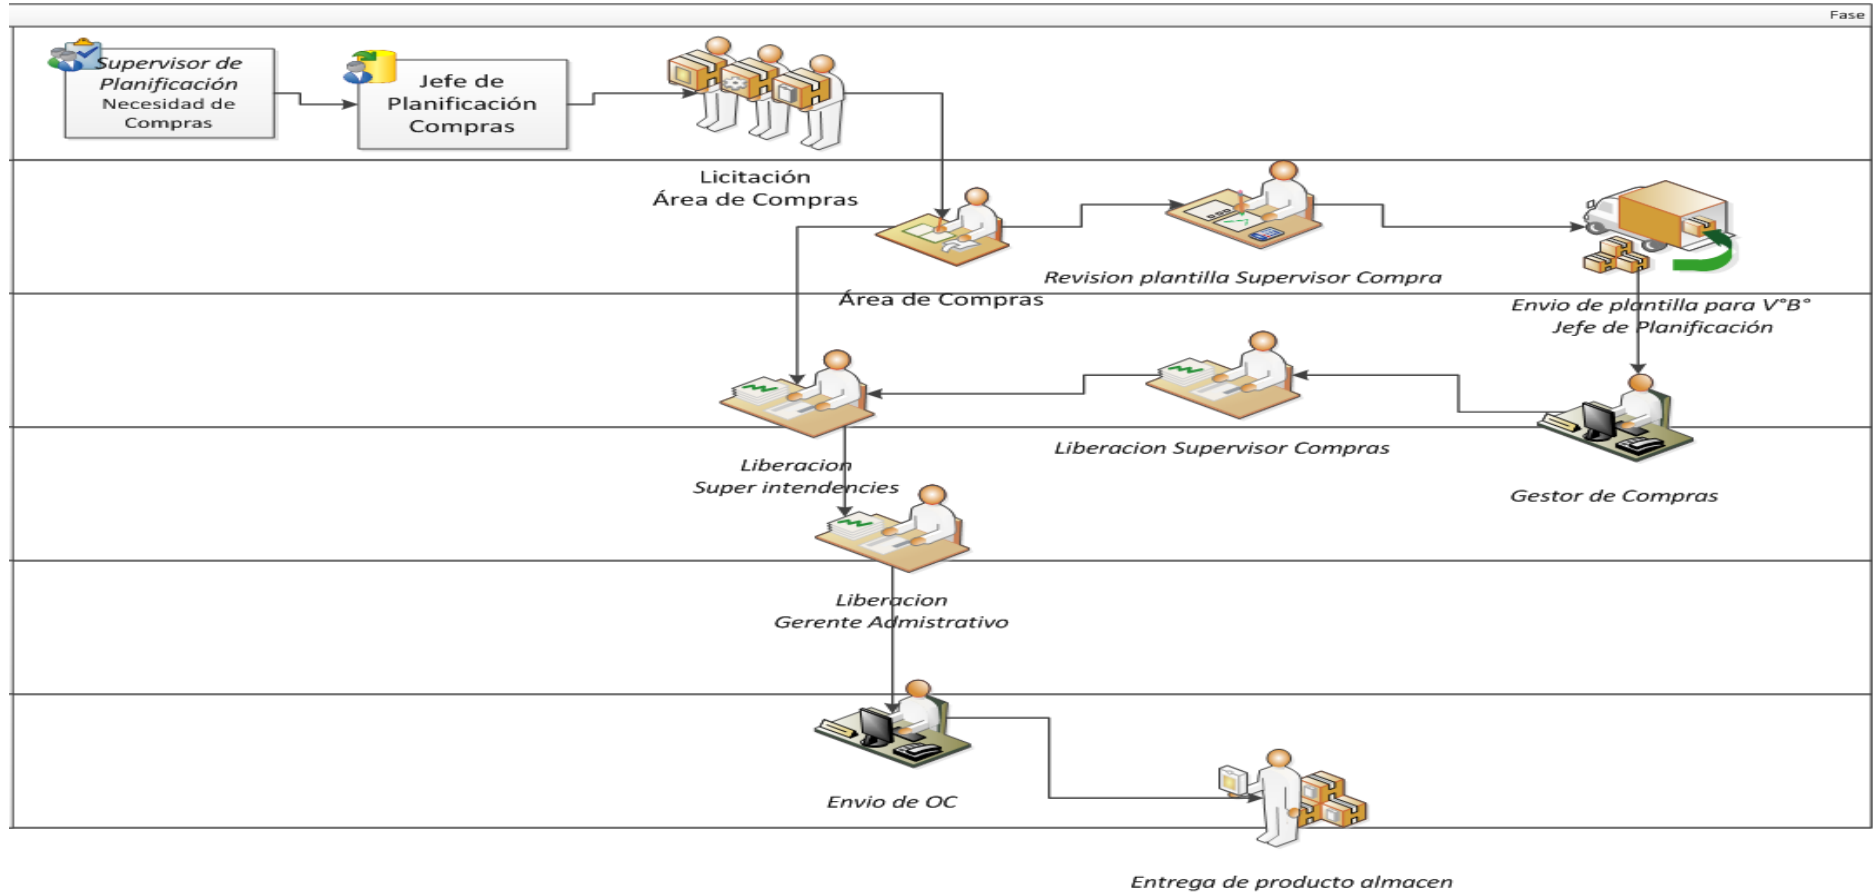 Fase
Supervisor de
Planificación
Necesidad de
Compras
Jefe de
Planificación
Compras
Licitación
Área de Compras
Área de Compras
Revision plantilla Supervisor Compra
Envio de plantilla para V°B°
Jefe de Planificación
Liberacion
Super intendencies
Liberacion Supervisor Compras
Gestor de Compras
Liberacion
Gerente Admistrativo
Envio de OC
Entrega de producto almacen